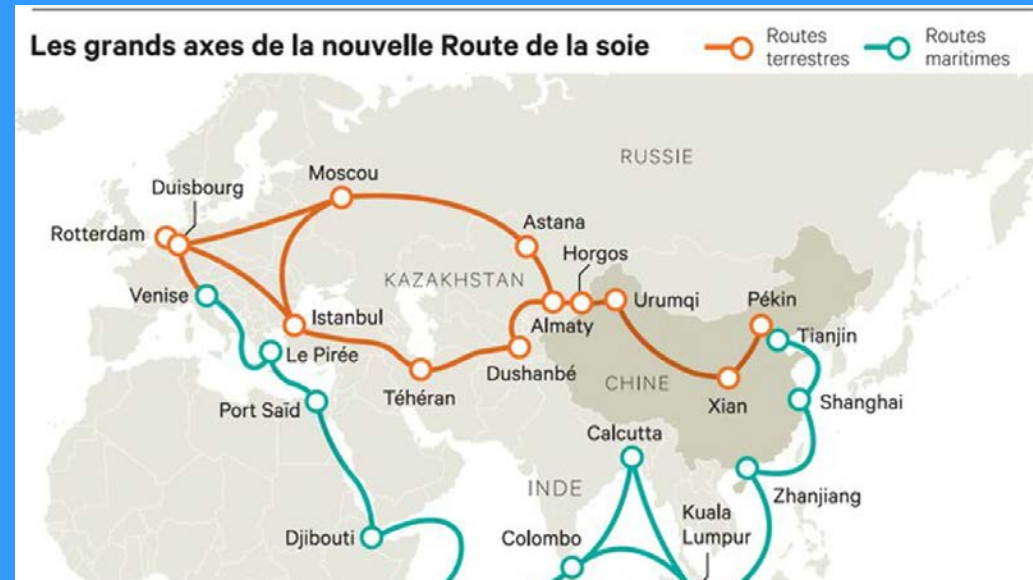 Les grands axes de la nouvelle Route de la soie
Routes
terrestres
Routes
maritimes
RUSSIE
Moscou
Duisbourg
Rotterdam
Astana
Horgos
KAZAKHSTAN
Venise
Urumqi
Pékin
Istanbul
Almaty
Tianjin
Le Pirée
Dushanbé
CHINE
Téhéran
Xian
Shanghai
Port Saïd
Calcutta
INDE
Zhanjiang
Kuala
Lumpur
Djibouti
Colombo